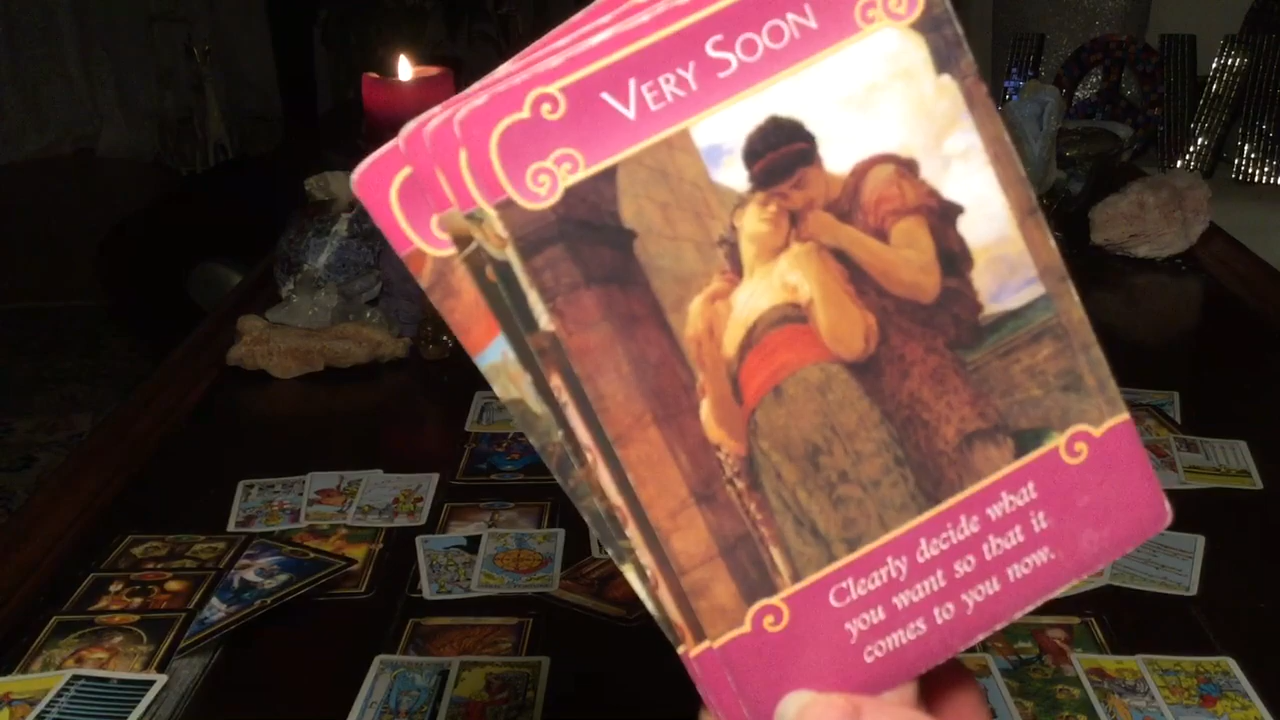 VERY SOON
Clearly decide what
you want so that it
comes to you now.